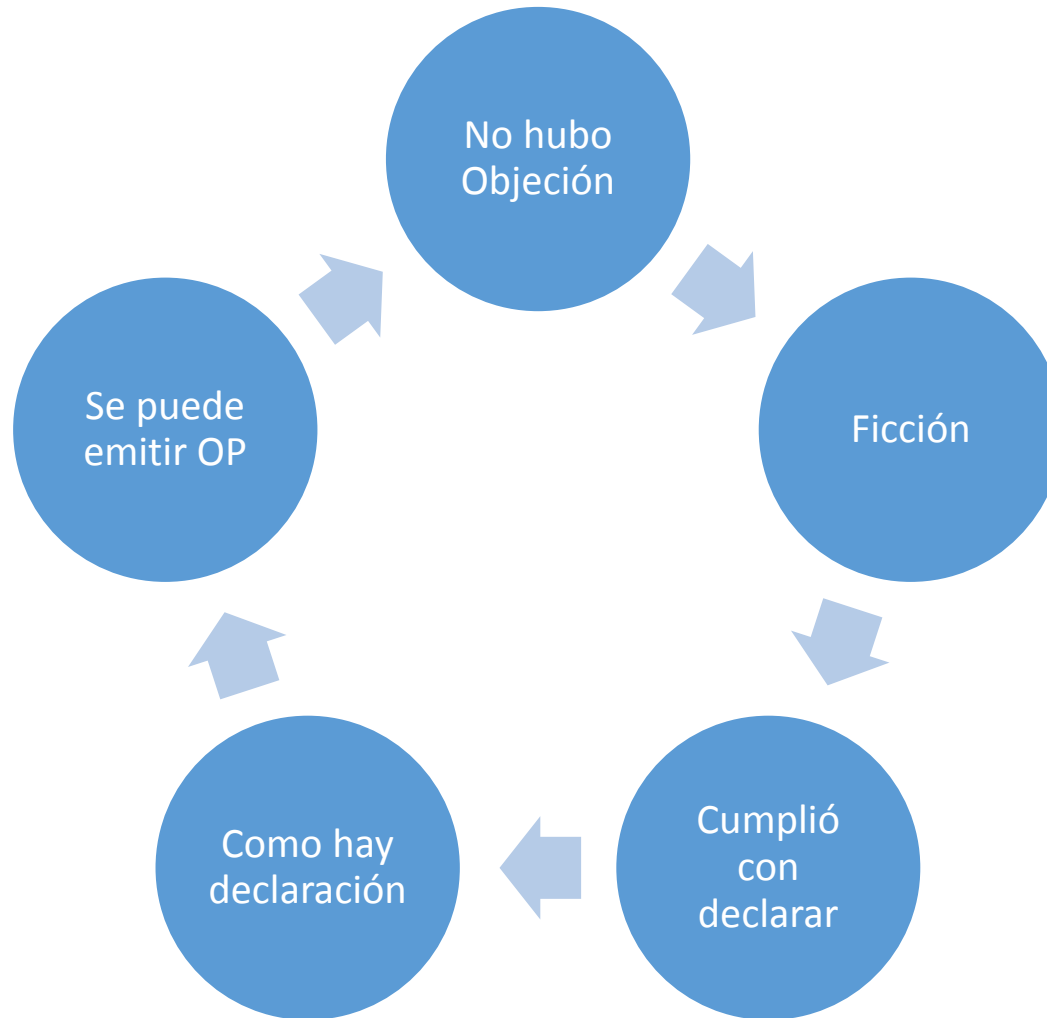 No hubo
Objeción
Ficción
Cumplió
con
declarar
Como hay
declaración
Se puede
emitir OP